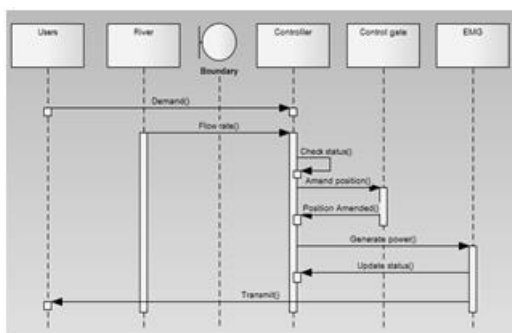 Users
River
Boundary
Controller
Control gate
EMG
Demand()
Flow rate()
Check status()
Amend position()
Position Amended()
Generate power()
Update status()
Transmit()